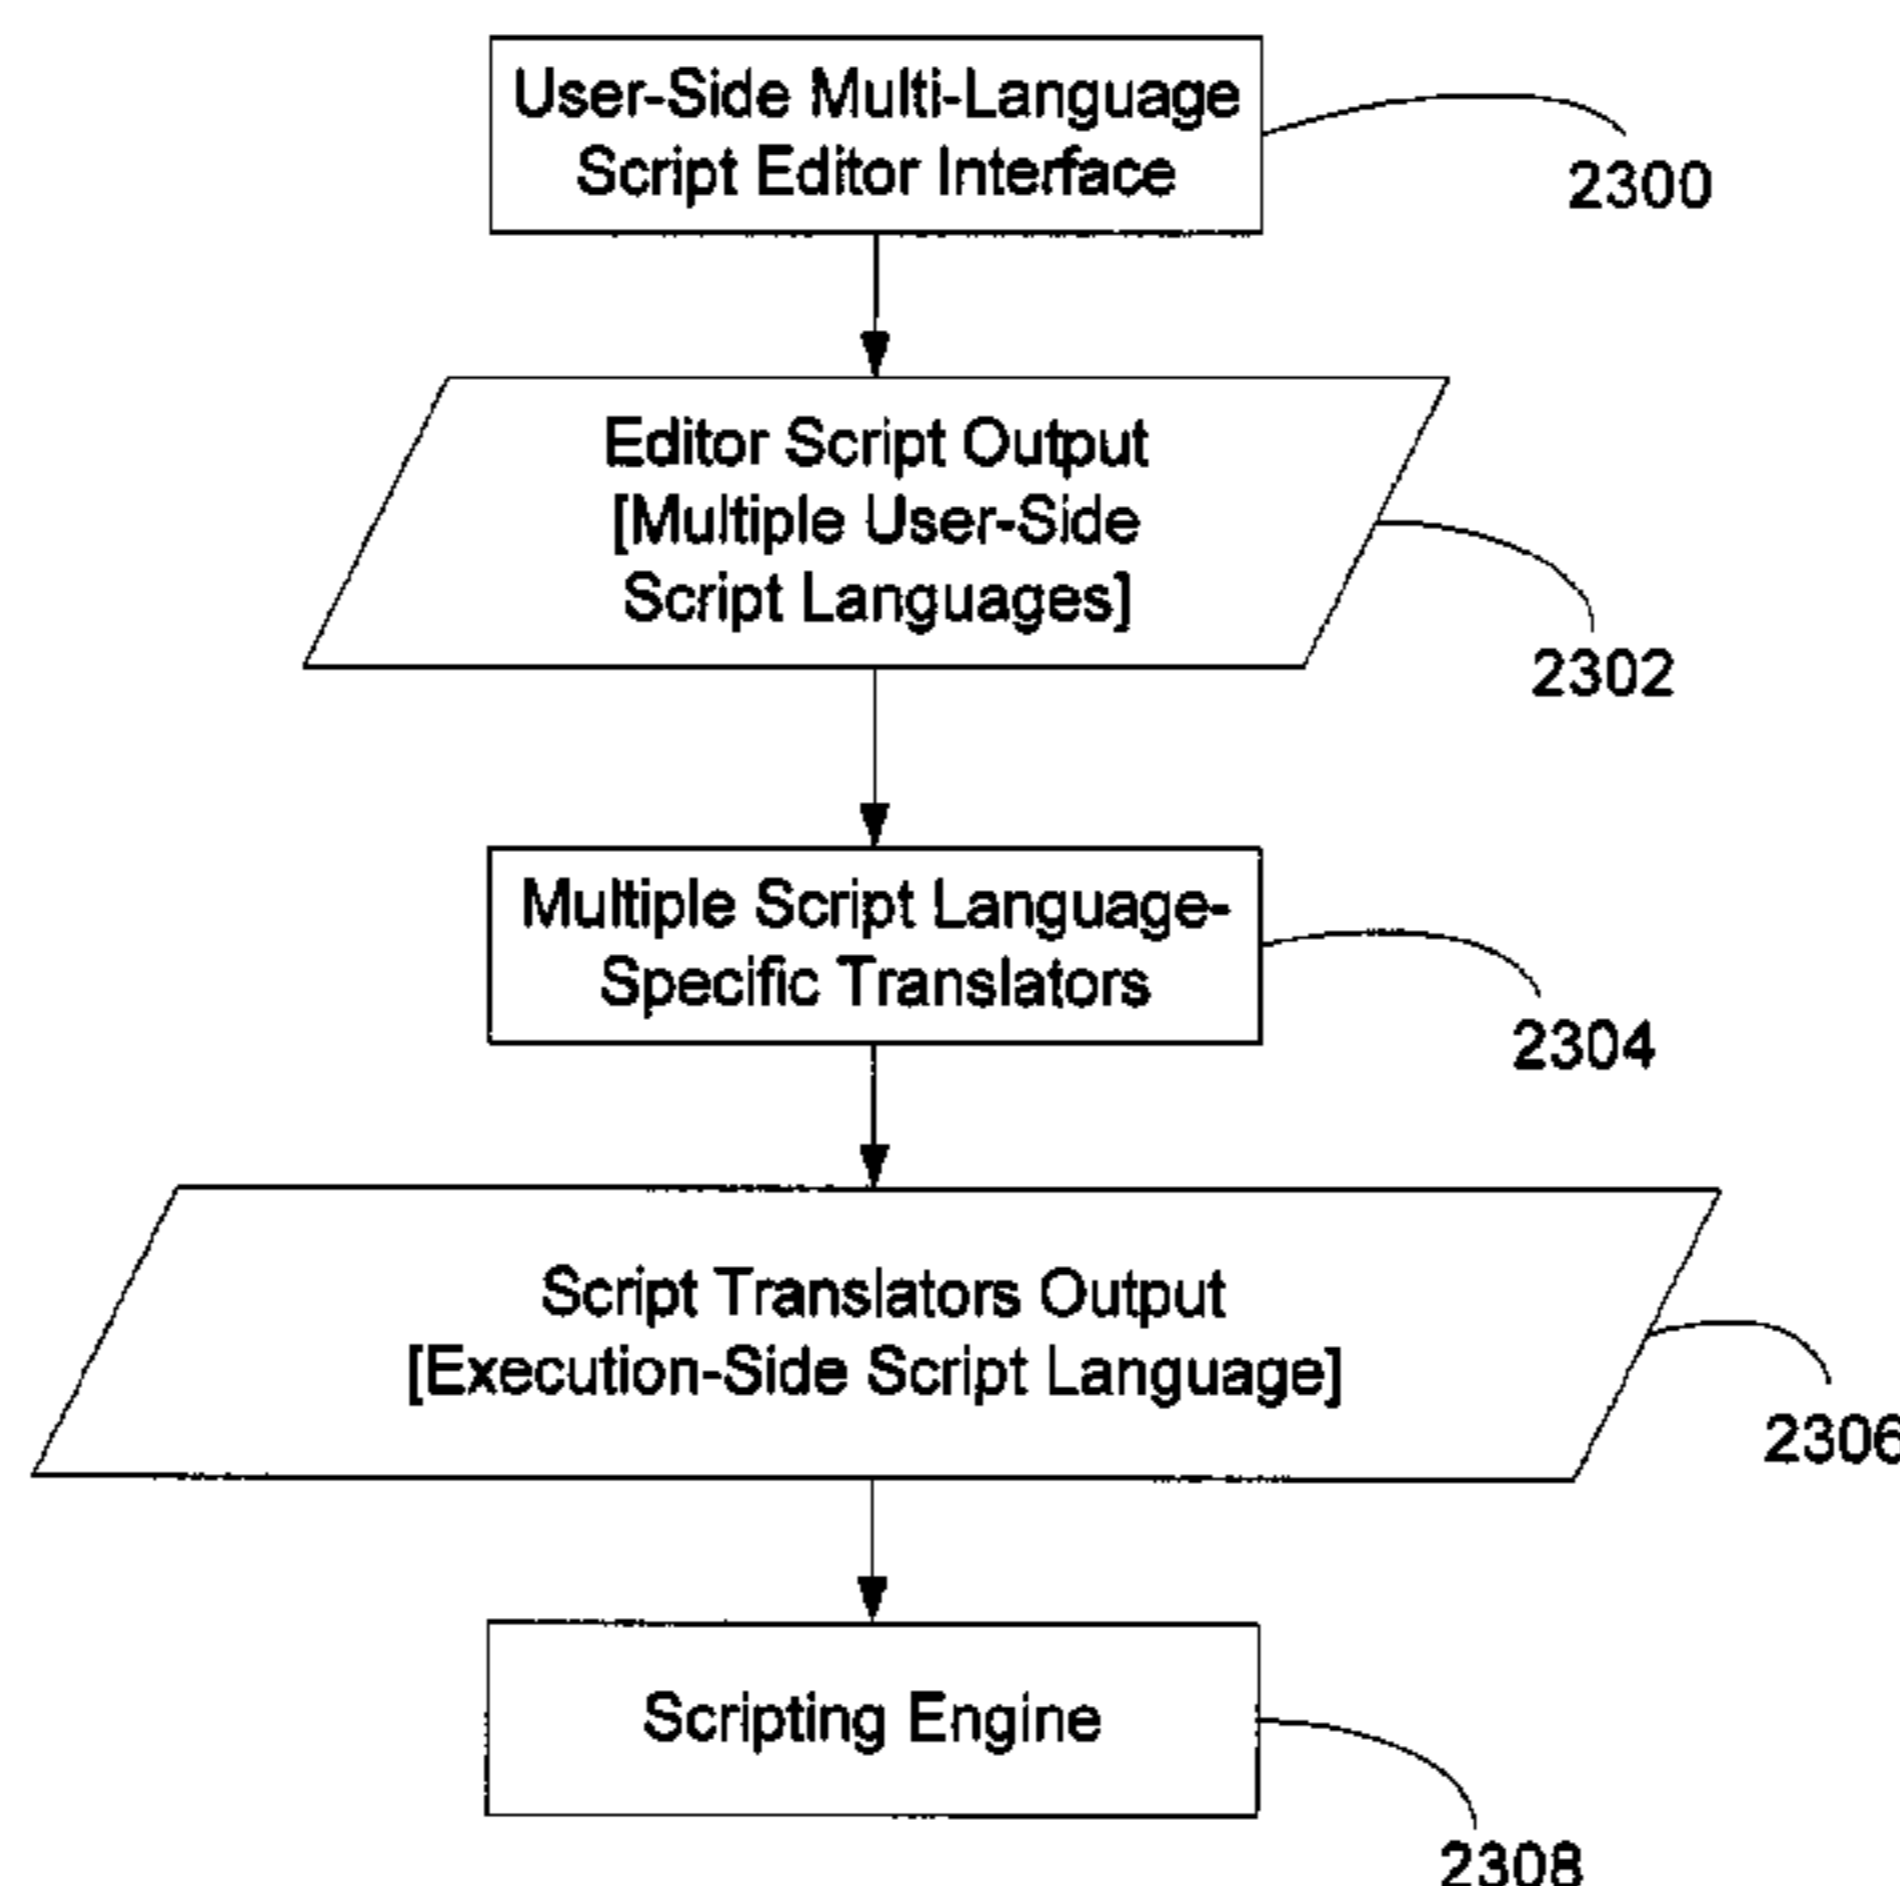 User-Side Multi-Language
Script Editor Interface
2300
Editor Script Output
[Multiple User-Side
Script Languages]
2302
Multiple Script Language-
Specific Translators
2304
Script Translators Output
[Execution-Side Script Language]
2306
Scripting Engine
2308